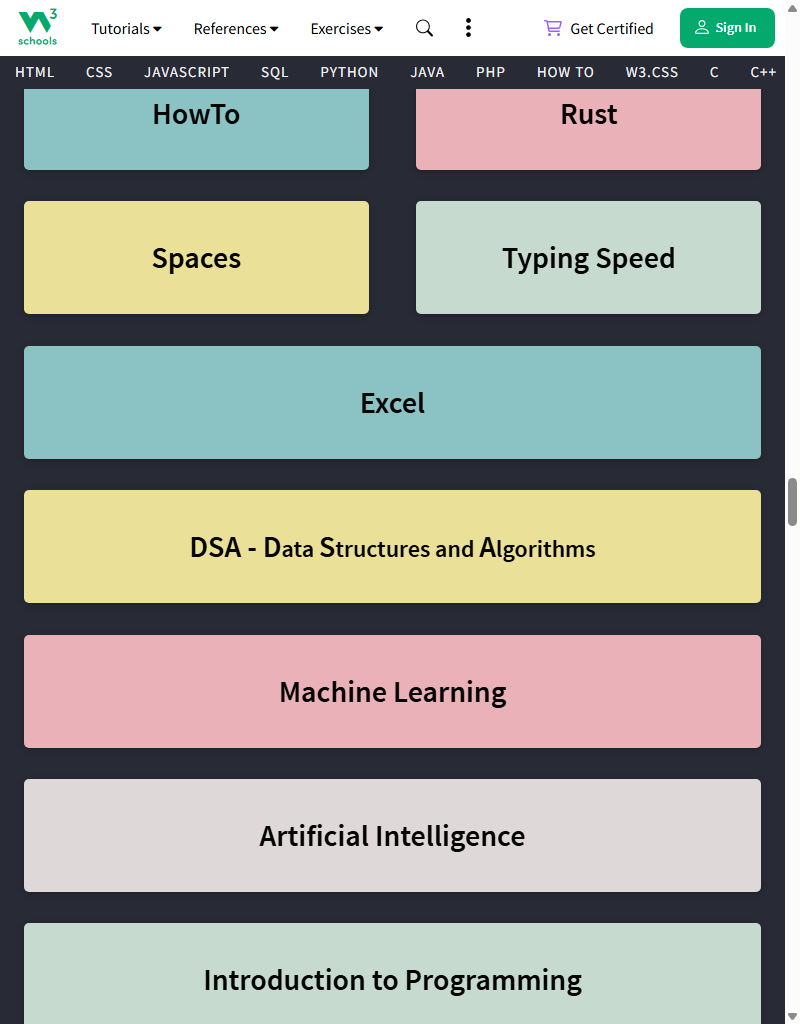 W3 schools
Tutorials References Exercises Get Certified Sign In
HTML CSS JAVASCRIPT SQL PYTHON JAVA PHP HOW TO W3.CSS C C++
HowTo Rust
Spaces Typing Speed
Excel
DSA - Data Structures and Algorithms
Machine Learning
Artificial Intelligence
Introduction to Programming